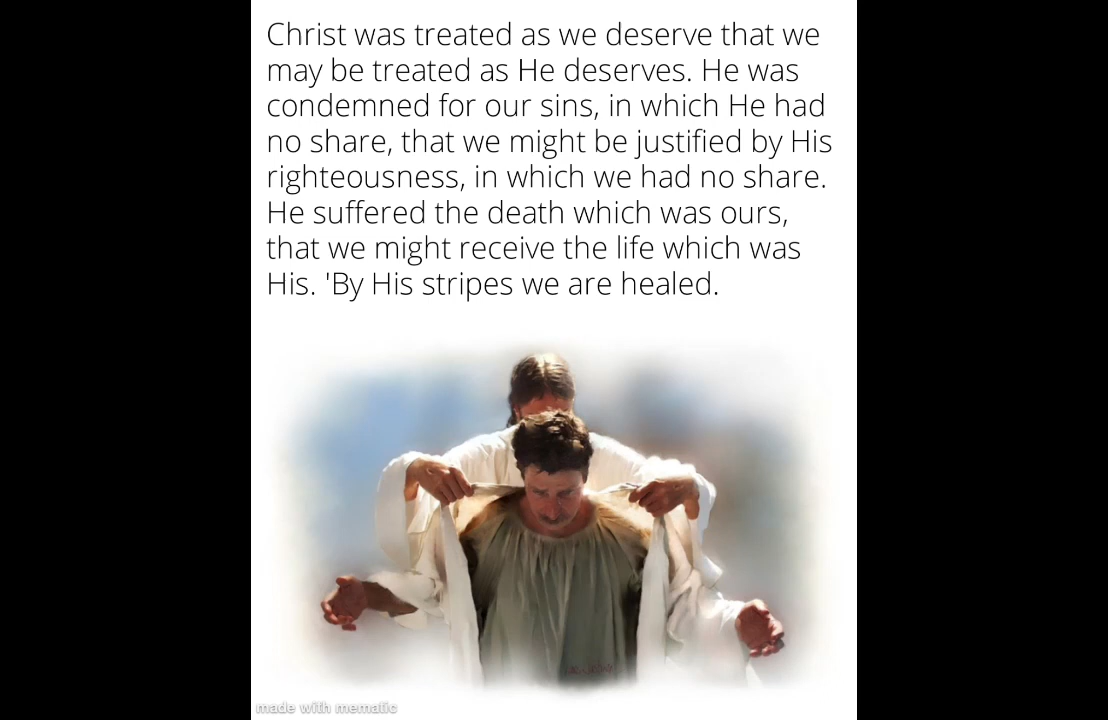 Christ was treated as we deserve that we
may be treated as He deserves. He was
condemned for our sins, in which He had
no share, that we might be justified by His
righteousness, in which we had no share.
He suffered the death which was ours,
that we might receive the life which was
His. 'By His stripes we are healed.
made with mematic